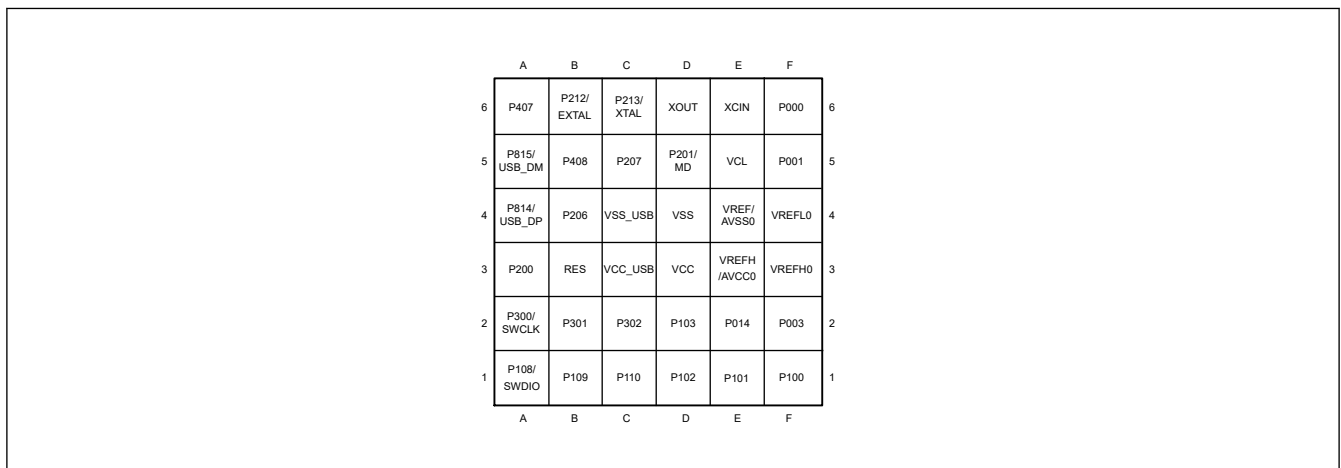 A B C D E F
6 P407 P212/ P213/ XOUT XCIN P000 6
EXTAL XTAL
5 P815/ P408 P207 P201/ VCL P001 5
USB_DM MD
4 P814/ P206 VSS_USB VSS VREF/ VREFL0 4
USB_DP AVSS0
3 P200 RES VCC_USB VCC VREFH VREFH0 3
/AVCC0
2 P300/ P301 P302 P103 P014 P003 2
SWCLK
1 P108/ P109 P110 P102 P101 P100 1
SWDIO
A B C D E F